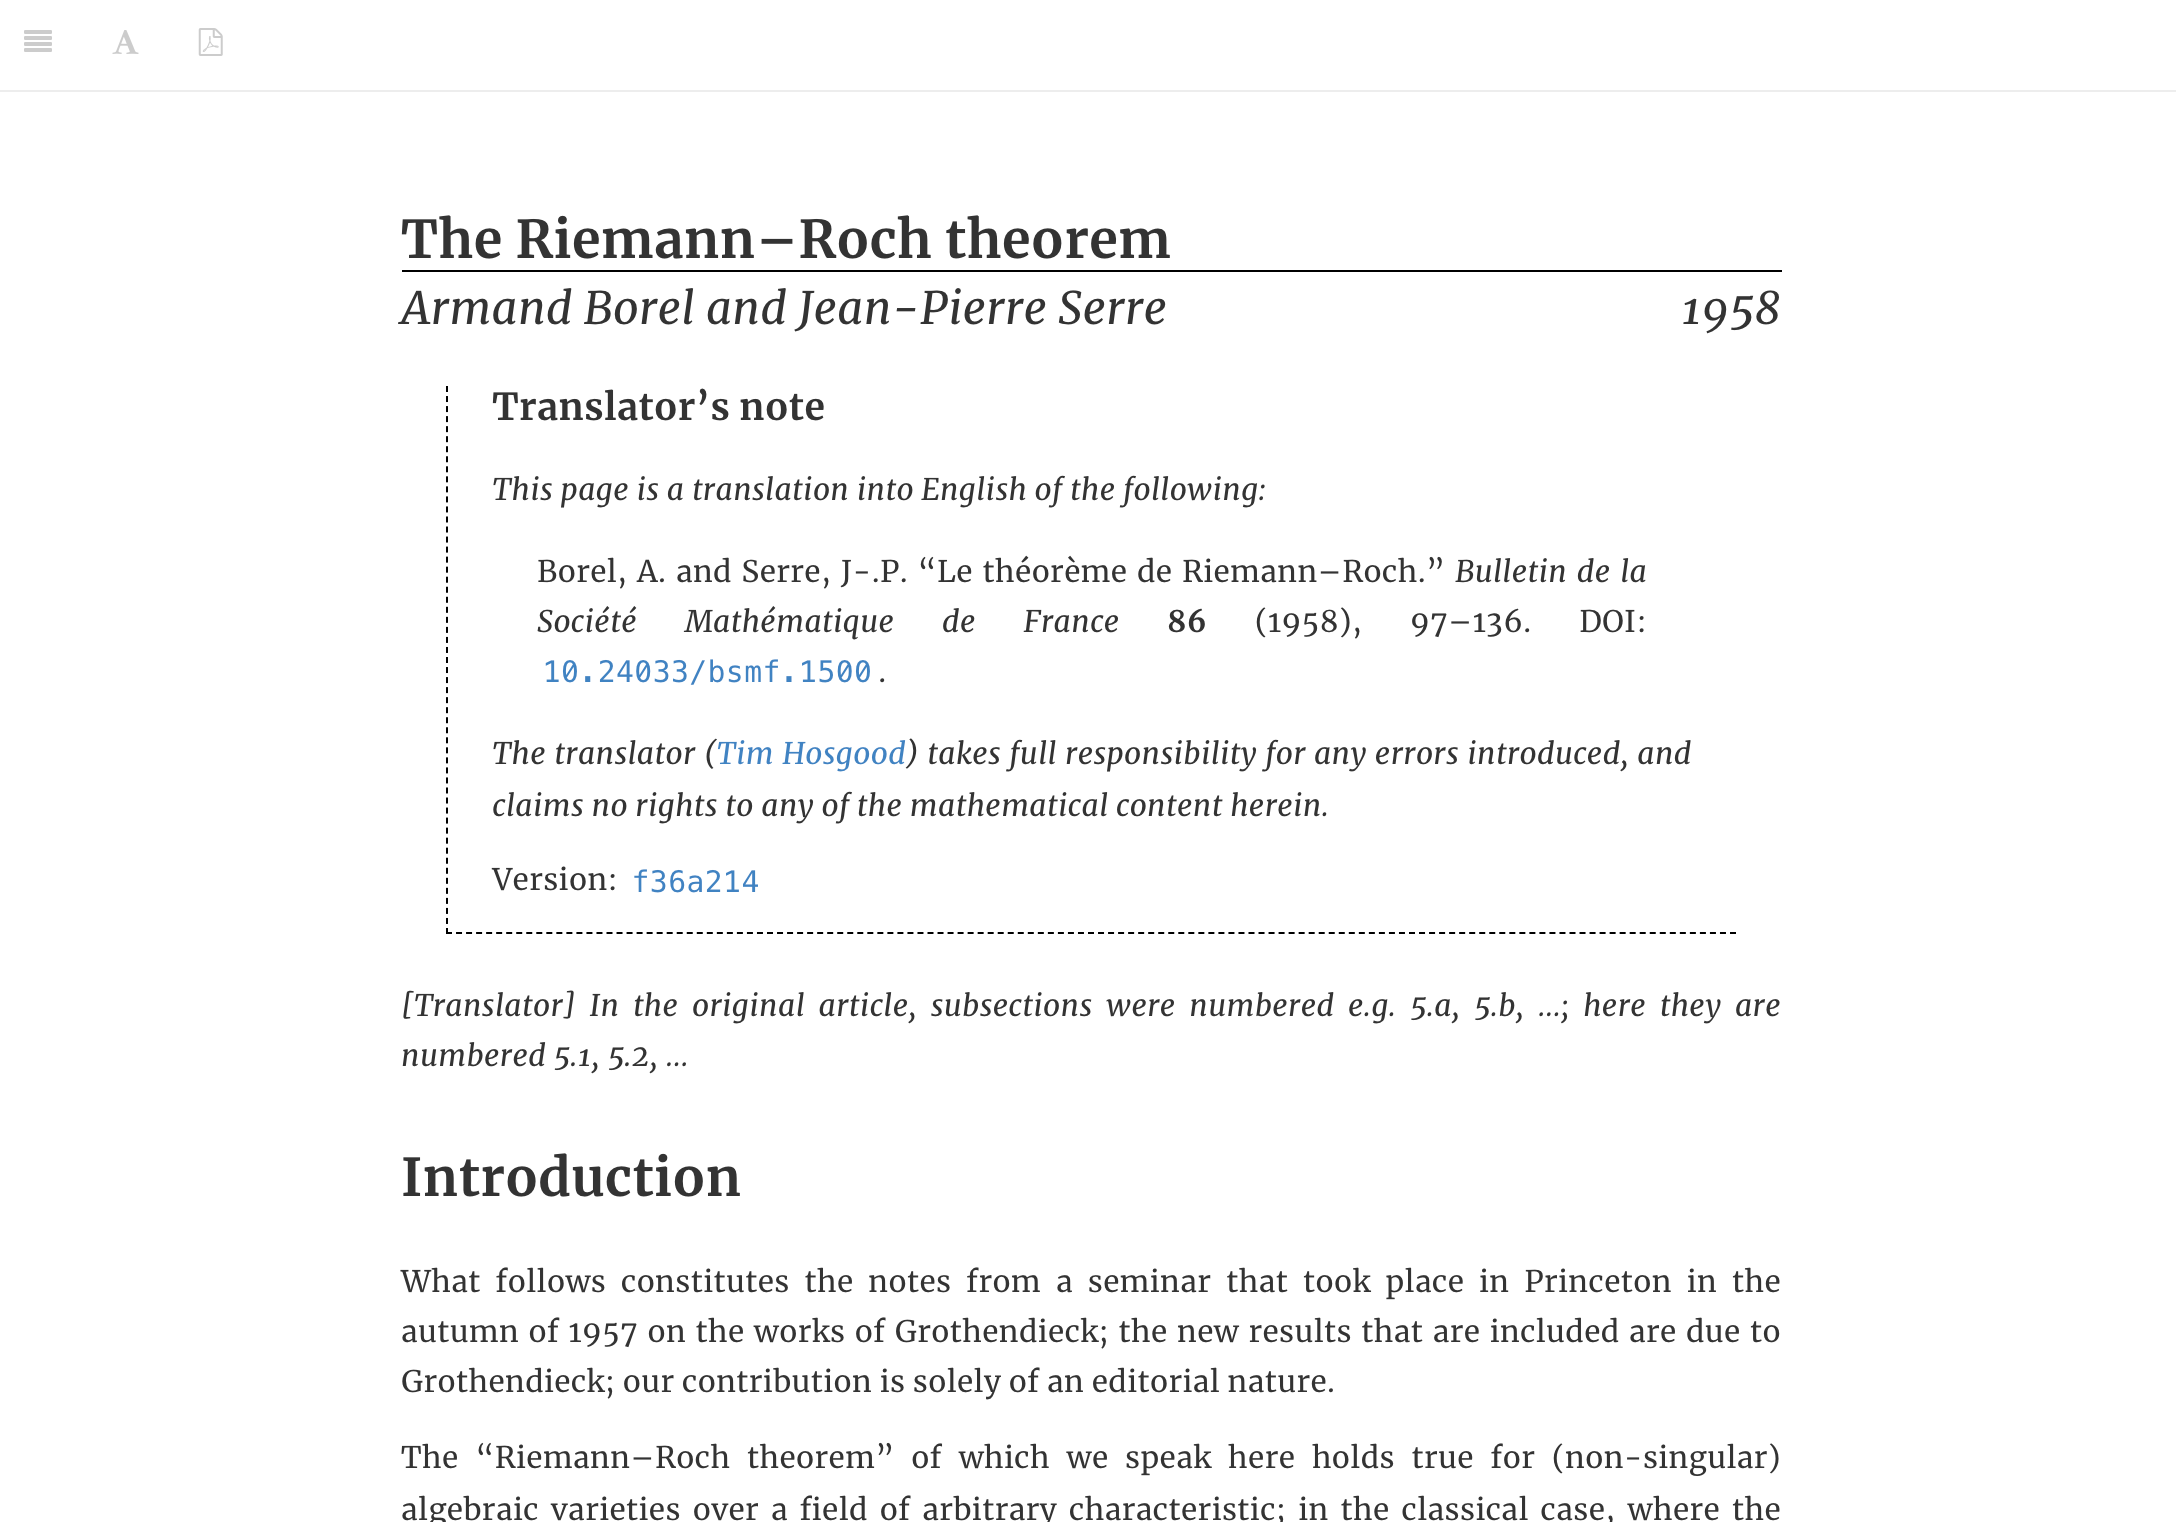 The Riemann–Roch theorem
Armand Borel and Jean-Pierre Serre 1958
Translator’s note
This page is a translation into English of the following:
Borel, A. and Serre, J-.P. “Le théorème de Riemann–Roch.” Bulletin de la
Société Mathématique de France 86 (1958), 97–136. DOI:
10.24033/bsmf.1500.
The translator (Tim Hosgood) takes full responsibility for any errors introduced, and
claims no rights to any of the mathematical content herein.
Version: f36a214
[Translator] In the original article, subsections were numbered e.g. 5.a, 5.b, …; here they are
numbered 5.1, 5.2, …
Introduction
What follows constitutes the notes from a seminar that took place in Princeton in the
autumn of 1957 on the works of Grothendieck; the new results that are included are due to
Grothendieck; our contribution is solely of an editorial nature.
The “Riemann–Roch theorem” of which we speak here holds true for (non-singular)
algebraic varieties over a field of arbitrary characteristic; in the classical case, where the